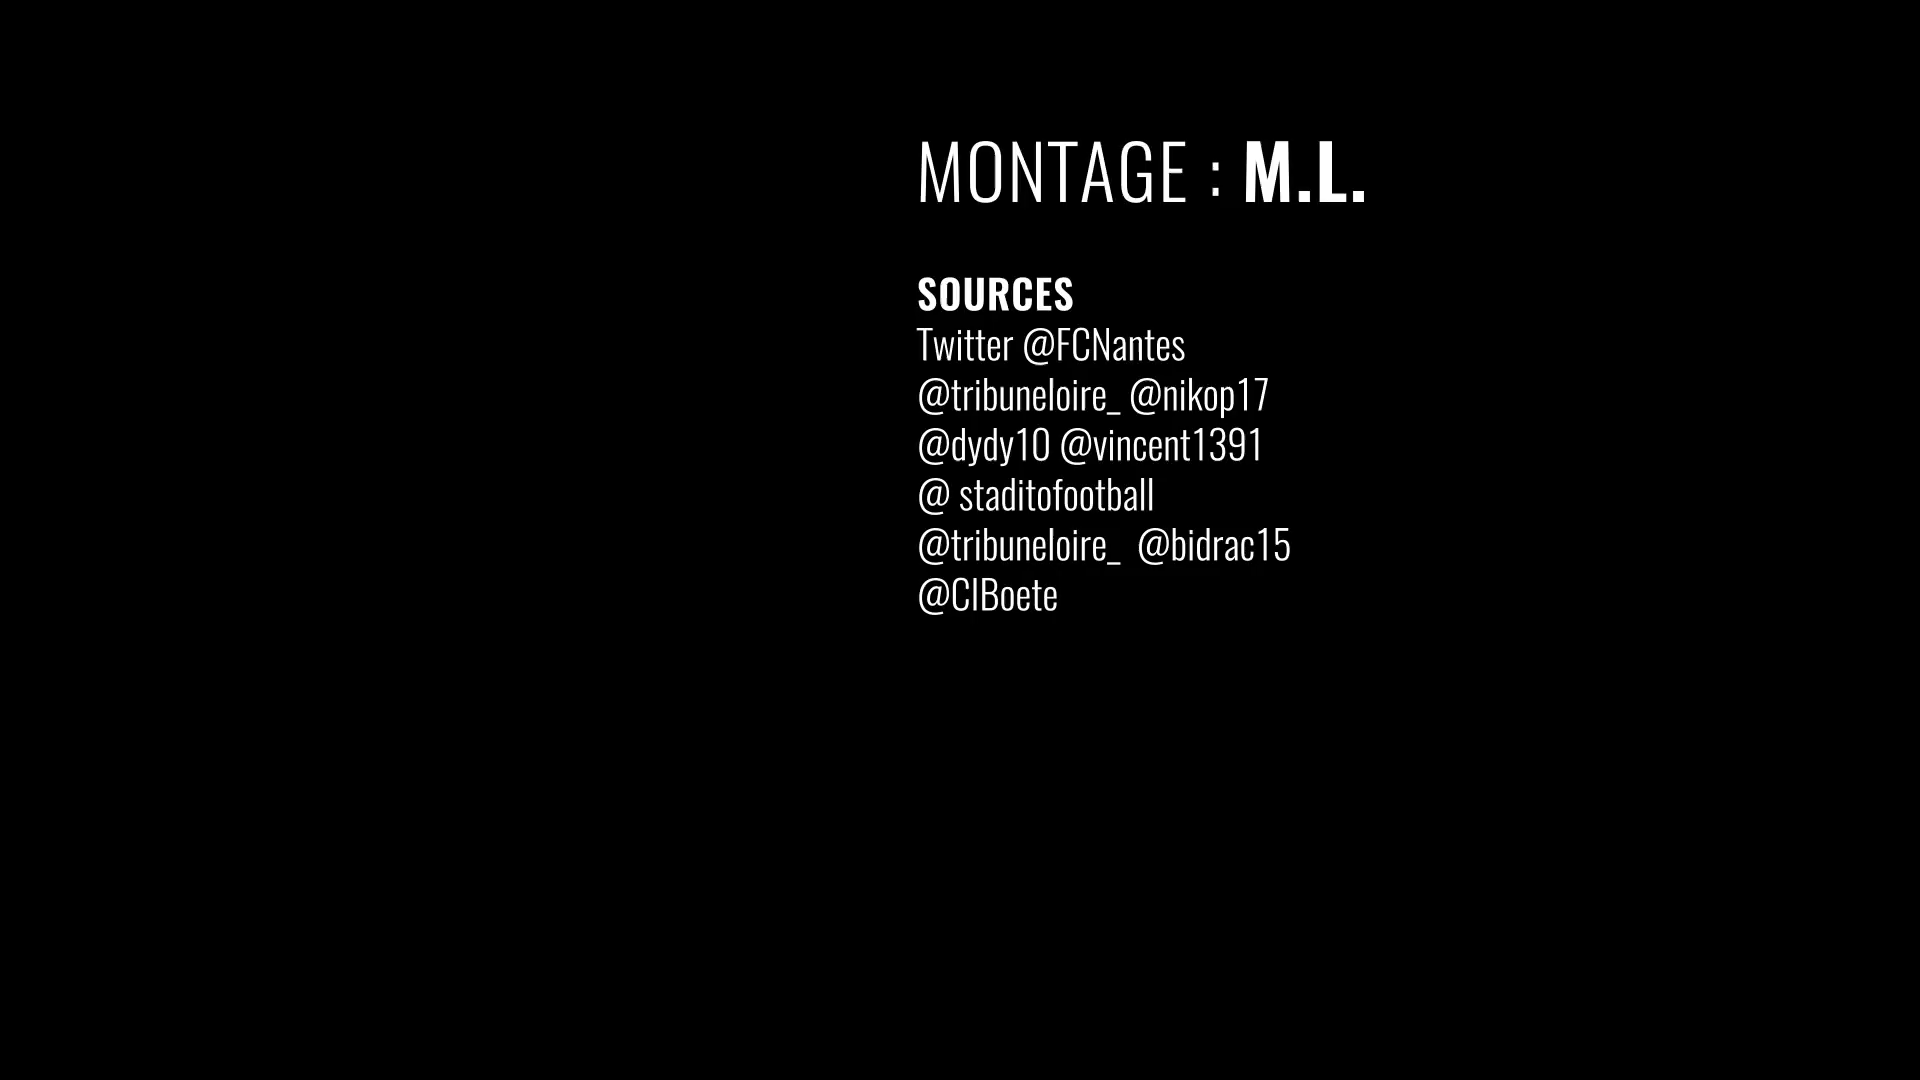 MONTAGE : M.L.
SOURCES
Twitter @FCNantes
@tribuneloire_ @nikop17
@dydy10 @vincent1391
@ staditofootball
@tribuneloire_  @bidrac15
@ClBoete